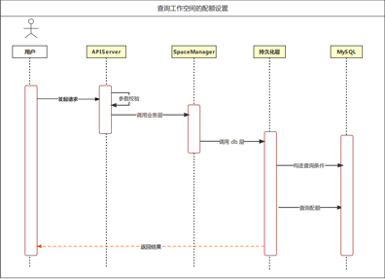 查询工作空间的配额设置
用户
APIServer
SpaceManager
持久化层
MySQL
发起请求
参数校验
调用业务层
调用 db 层
构造查询条件
查询配额
返回结果